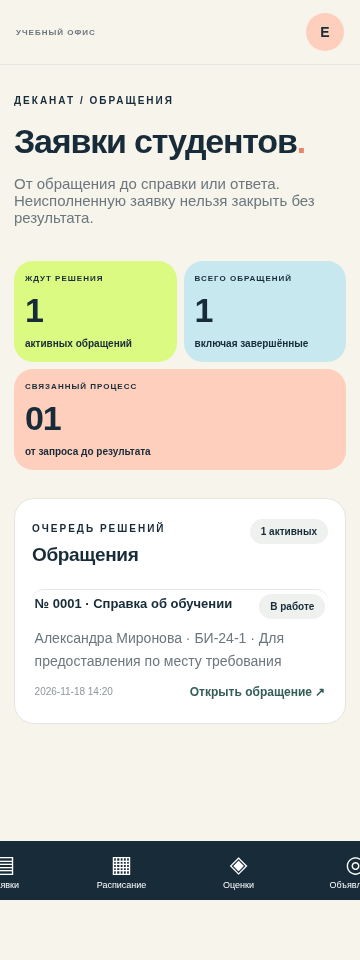 УЧЕБНЫЙ ОФИС
Е
ДЕКАНАТ / ОБРАЩЕНИЯ
Заявки студентов.
От обращения до справки или ответа.
Неисполненную заявку нельзя закрыть без
результата.
ЖДУТ РЕШЕНИЯ
1
активных обращений
ВСЕГО ОБРАЩЕНИЙ
1
включая завершённые
СВЯЗАННЫЙ ПРОЦЕСС
01
от запроса до результата
ОЧЕРЕДЬ РЕШЕНИЙ
1 активных
Обращения
№ 0001 · Справка об обучении
В работе
Александра Миронова · БИ-24-1 · Для
предоставления по месту требования
2026-11-18 14:20
Открыть обращение ↗
явки
Расписание
Оценки
Объявл